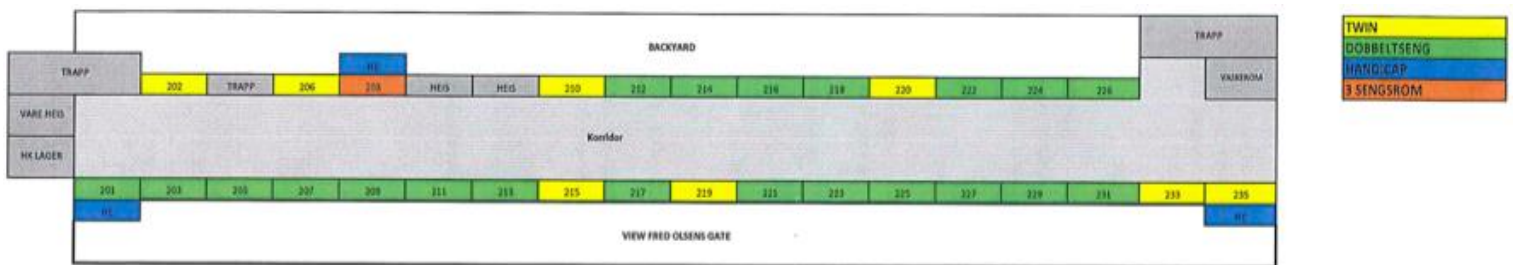 BACKYARD
TRAPP
TRAPP
HC
202 TRAPP 206 208 HEIS HEIS 210 212 214 216 218 220 222 224 226
VASKEROM
VARE HEIS
Korridor
HK LAGER
201 203 205 207 209 211 213 215 217 219 221 223 225 227 229 231 233 235
HC
HC
VIEW FRED OLSENS GATE
TWIN
DOBBELTSENG
HANDICAP
3 SENGSROM